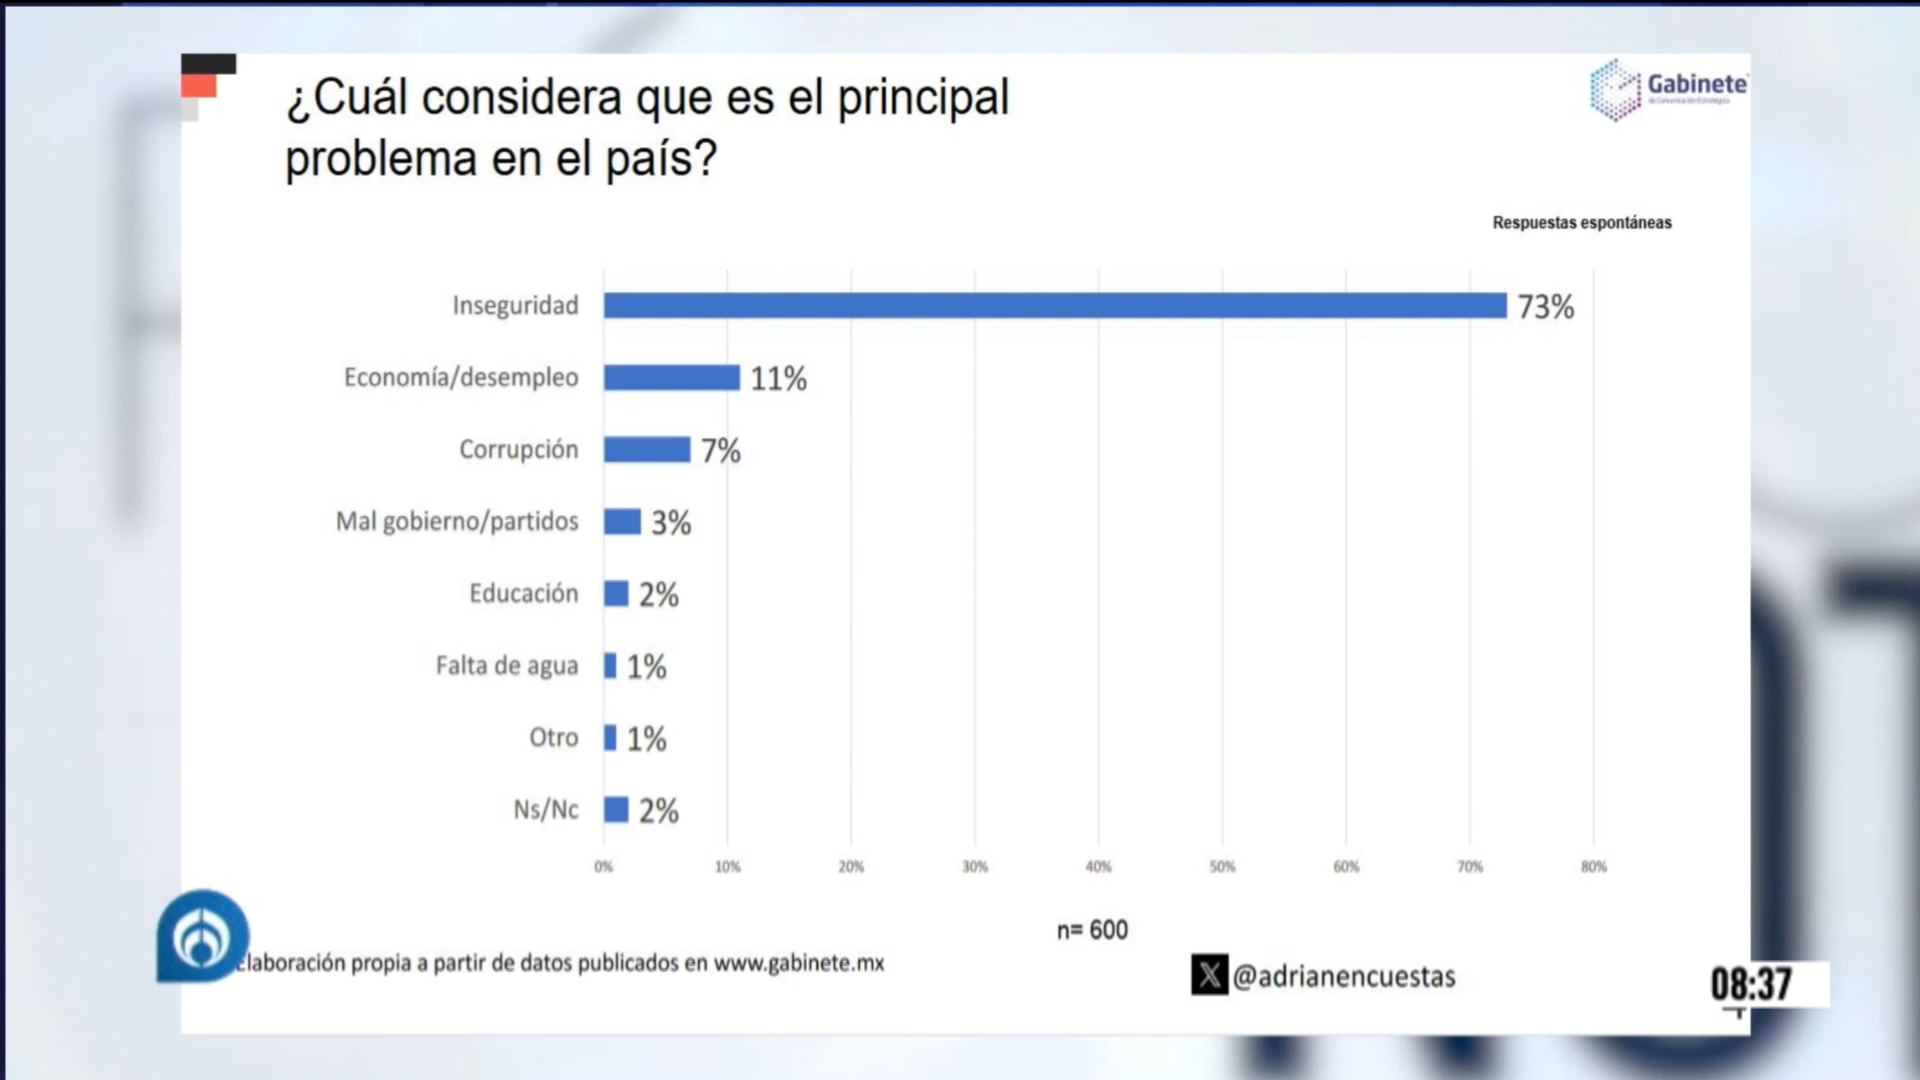 ¿Cuál considera que es el principal
problema en el país?
Gabinete
Respuestas espontáneas
Inseguridad 73%
Economía/desempleo 11%
Corrupción 7%
Mal gobierno/partidos 3%
Educación 2%
Falta de agua 1%
Otro 1%
Ns/Nc 2%
0% 10% 20% 30% 40% 50% 60% 70% 80%
n= 600
Elaboración propia a partir de datos publicados en www.gabinete.mx
@adrianencuestas
08:37